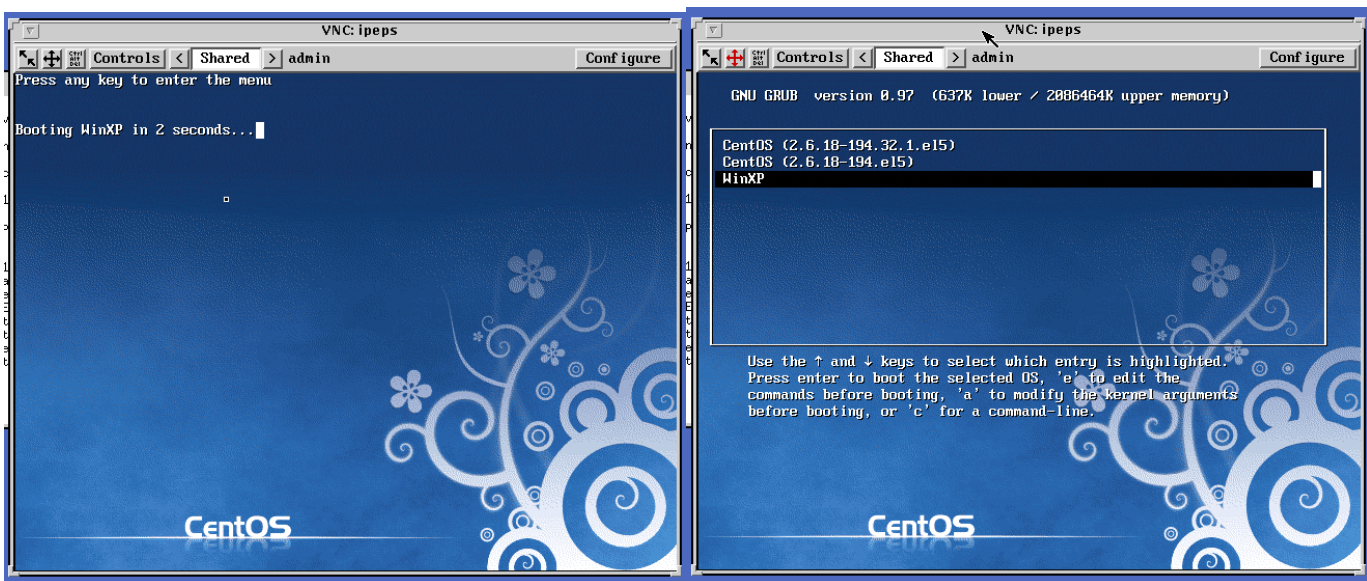 VNC: ipeps
Controls < Shared > admin Configure
Press any key to enter the menu
Booting WinXP in 2 seconds...
CentOS
VNC: ipeps
Controls < Shared > admin Configure
GNU GRUB version 0.97 (637K lower / 2086464K upper memory)
CentOS (2.6.18-194.32.1.el5)
CentOS (2.6.18-194.el5)
WinXP
Use the ↑ and ↓ keys to select which entry is highlighted.
Press enter to boot the selected OS, 'e' to edit the
commands before booting, 'a' to modify the kernel arguments
before booting, or 'c' for a command-line.
CentOS